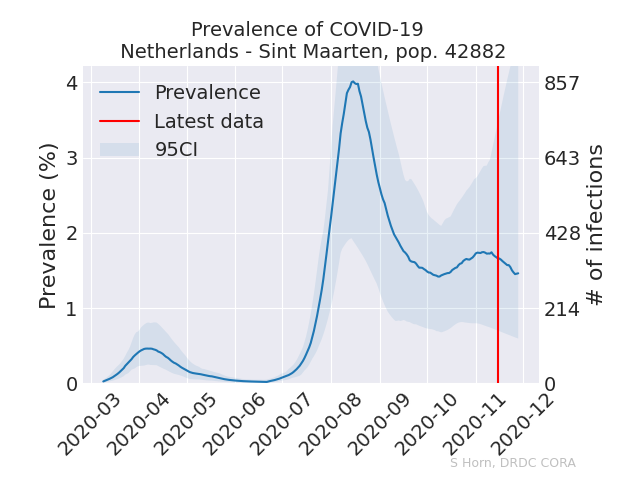 Prevalence of COVID-19
Netherlands - Sint Maarten, pop. 42882
Prevalence
Latest data
95CI
Prevalence (%)
4
3
2
1
0
857
643
428
214
0
# of infections
2020-03
2020-04
2020-05
2020-06
2020-07
2020-08
2020-09
2020-10
2020-11
2020-12
S Horn, DRDC CORA